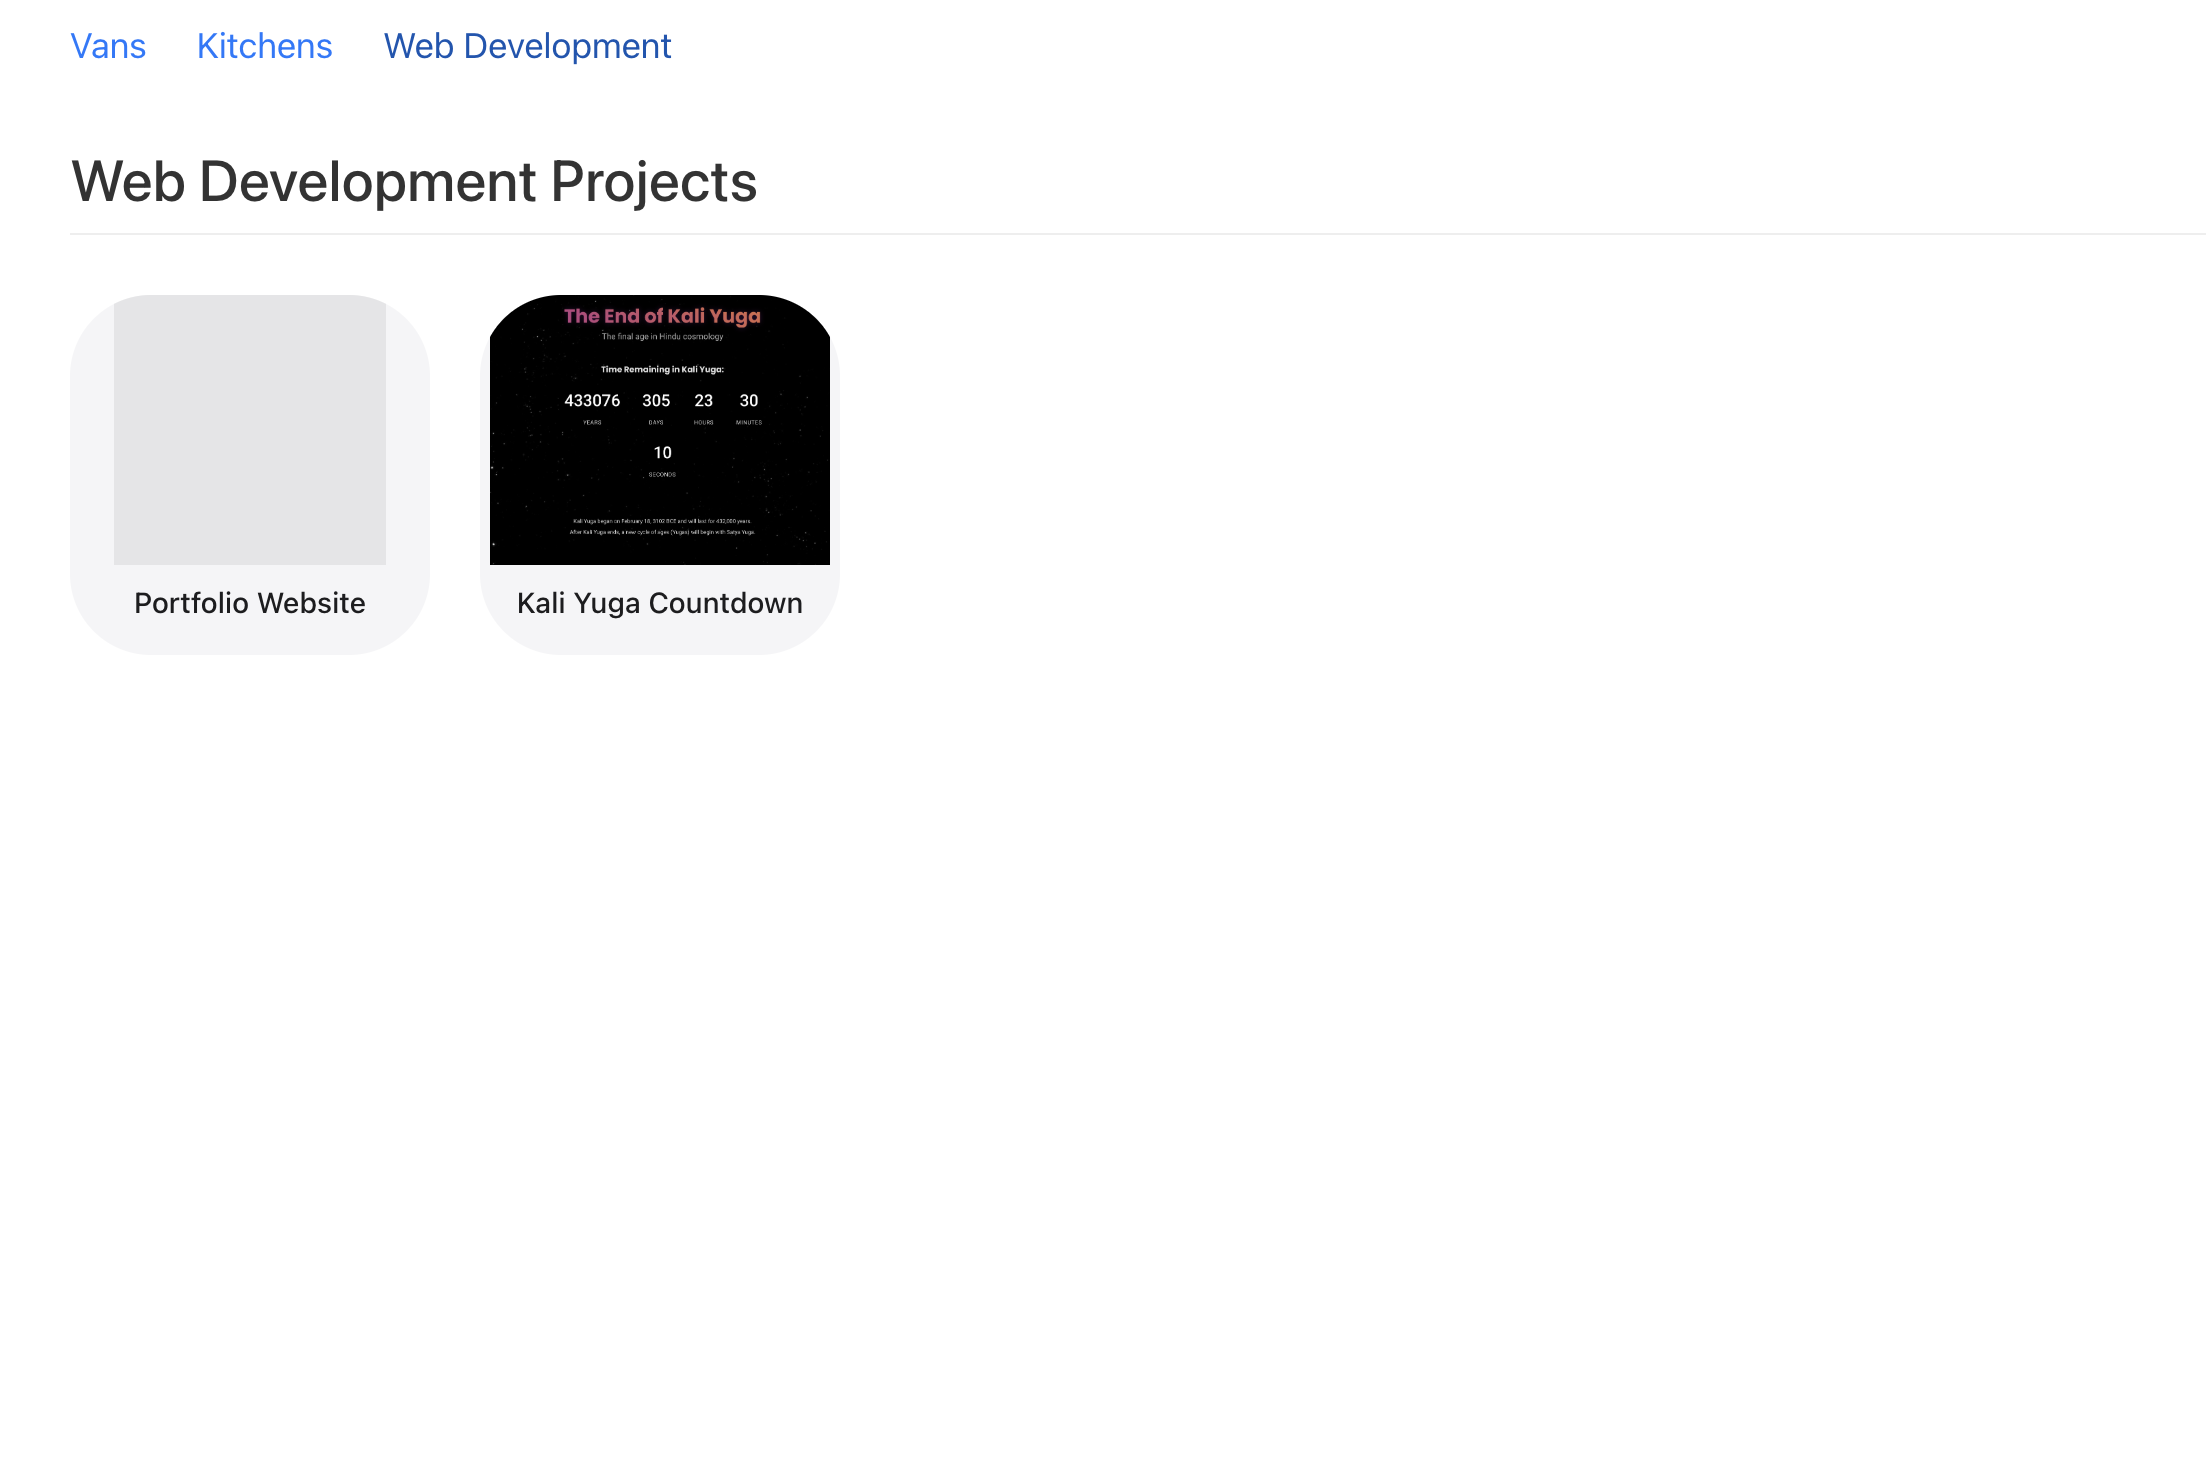 Vans Kitchens Web Development
Web Development Projects
The End of Kali Yuga
The final age in Hindu cosmology
Time Remaining in Kali Yuga:
433076 305 23 30
YEARS DAYS HOURS MINUTES
10
SECONDS
Kali Yuga began on February 18, 3102 BCE and will last for 432,000 years.
After Kali Yuga ends, a new cycle of ages (Yugas) will begin with Satya Yuga.
Portfolio Website
Kali Yuga Countdown